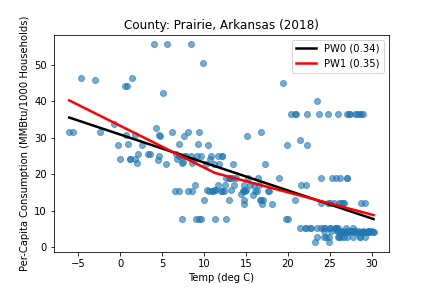 County: Prairie, Arkansas (2018)
PW0 (0.34)
PW1 (0.35)
Per-Capita Consumption (MMBtu/1000 Households)
50
40
30
20
10
0
−5
0
5
10
15
20
25
30
Temp (deg C)